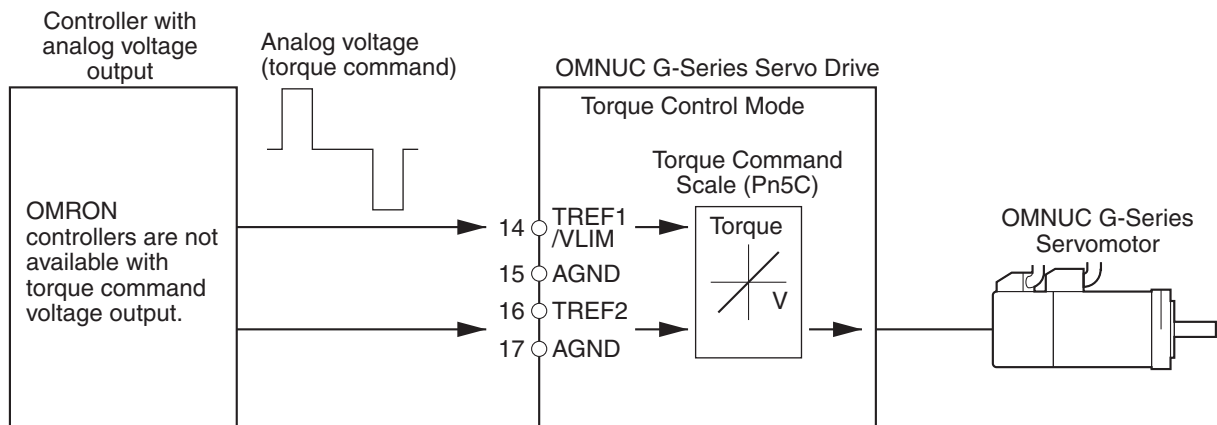 Controller with
analog voltage
output
Analog voltage
(torque command)
OMNUC G-Series Servo Drive
Torque Control Mode
Torque Command
Scale (Pn5C)
OMRON
controllers are not
available with
torque command
voltage output.
14
TREF1
/VLIM
15
AGND
16
TREF2
17
AGND
Torque
V
OMNUC G-Series
Servomotor